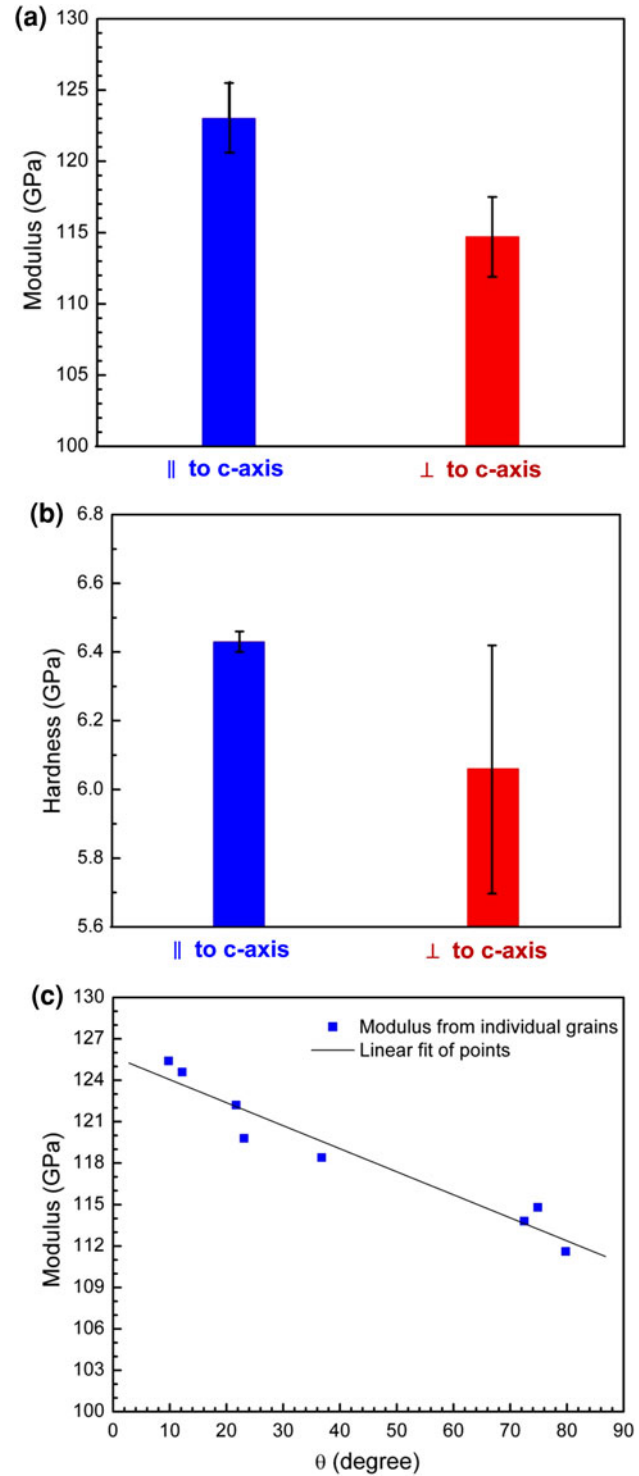 (a)
130
125
120
115
110
105
100
Modulus (GPa)
|| to c-axis
⊥ to c-axis
(b)
6.8
6.6
6.4
6.2
6.0
5.8
5.6
Hardness (GPa)
|| to c-axis
⊥ to c-axis
(c)
130
127
124
121
118
115
112
109
106
103
100
Modulus (GPa)
Modulus from individual grains
Linear fit of points
0 10 20 30 40 50 60 70 80 90
θ (degree)